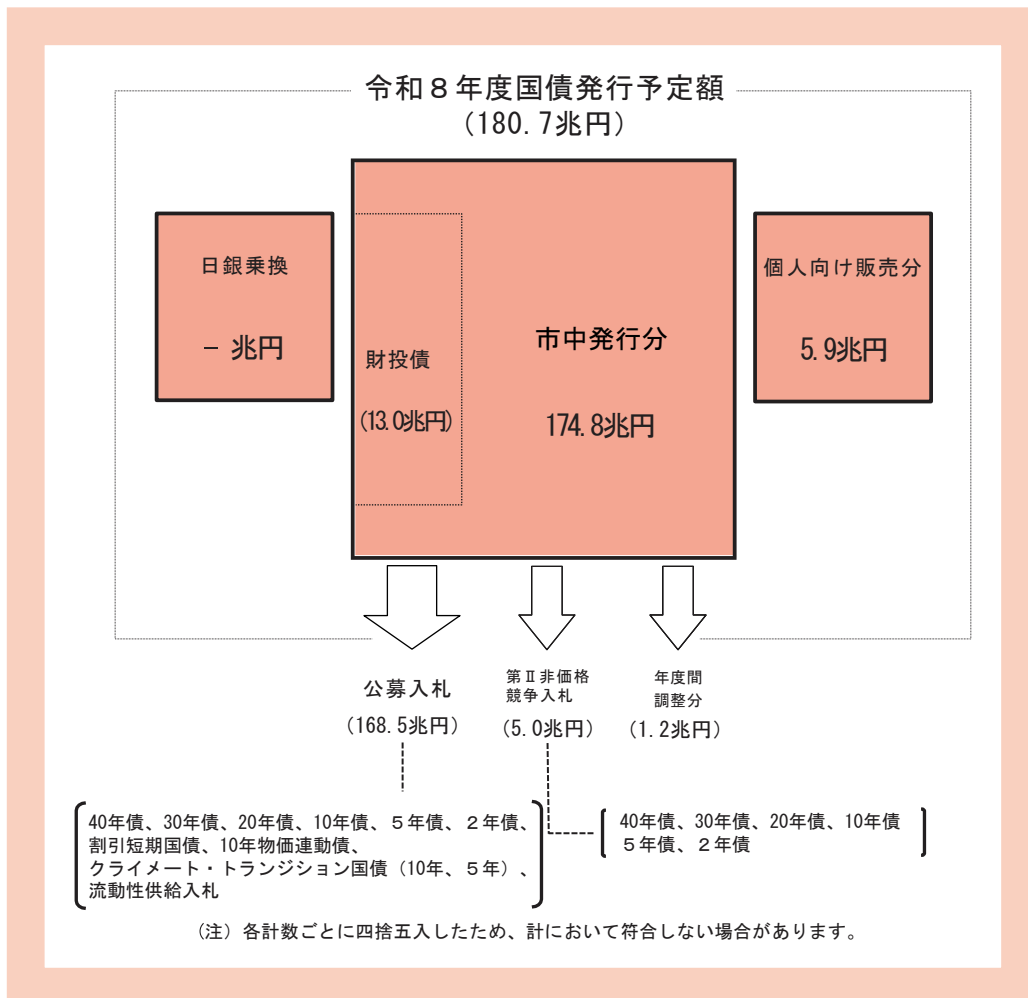 令和８年度国債発行予定額
（180.7兆円）
日銀乗換
－ 兆円
財投債
(13.0兆円)
市中発行分
174.8兆円
個人向け販売分
5.9兆円
公募入札
（168.5兆円）
第Ⅱ非価格
競争入札
（5.0兆円）
年度間
調整分
（1.2兆円）
40年債、30年債、20年債、10年債、５年債、２年債、
割引短期国債、10年物価連動債、
クライメート・トランジション国債（10年、５年）、
流動性供給入札
40年債、30年債、20年債、10年債
５年債、２年債
（注）各計数ごとに四捨五入したため、計において符合しない場合があります。